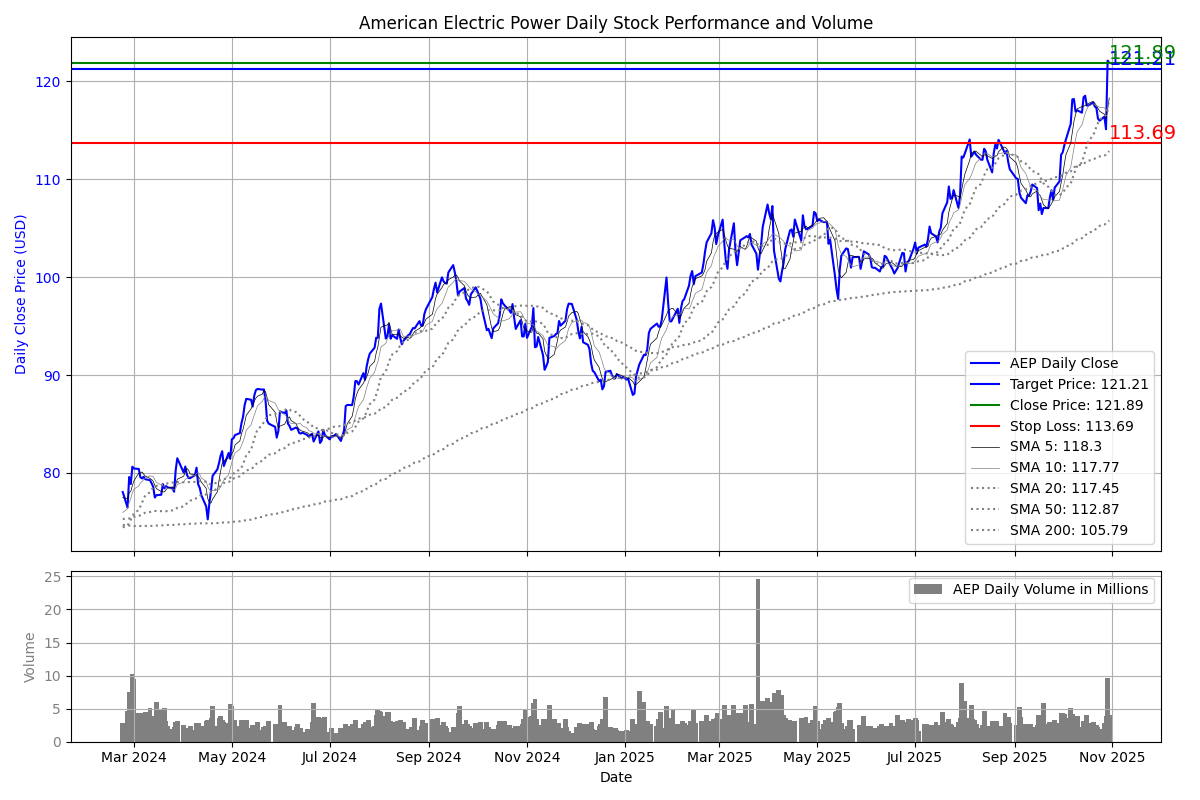 American Electric Power Daily Stock Performance and Volume
121.89
121.21
113.69
120
110
100
90
80
Daily Close Price (USD)
AEP Daily Close
Target Price: 121.21
Close Price: 121.89
Stop Loss: 113.69
SMA 5: 118.3
SMA 10: 117.77
SMA 20: 117.45
SMA 50: 112.87
SMA 200: 105.79
25
20
15
10
5
0
Volume
AEP Daily Volume in Millions
Mar 2024 May 2024 Jul 2024 Sep 2024 Nov 2024 Jan 2025 Mar 2025 May 2025 Jul 2025 Sep 2025 Nov 2025
Date